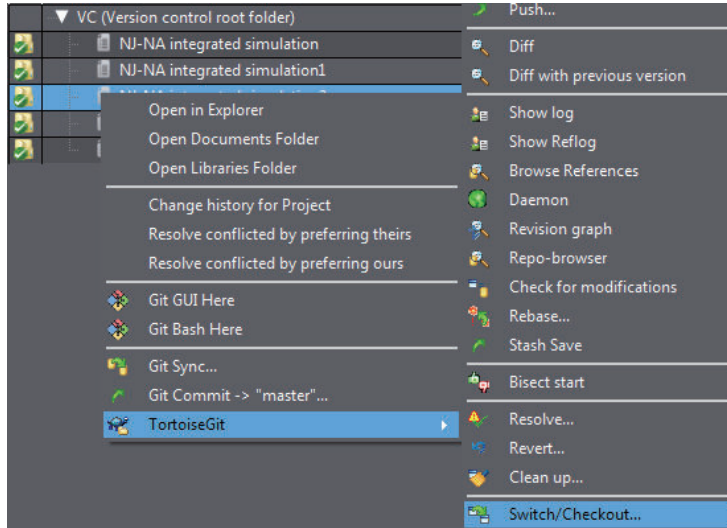 VC (Version control root folder)
NJ-NA integrated simulation
NJ-NA integrated simulation1
Open in Explorer
Open Documents Folder
Open Libraries Folder
Change history for Project
Resolve conflicted by preferring theirs
Resolve conflicted by preferring ours
Git GUI Here
Git Bash Here
Git Sync...
Git Commit -> "master"...
TortoiseGit
Push...
Diff
Diff with previous version
Show log
Show Reflog
Browse References
Daemon
Revision graph
Repo-browser
Check for modifications
Rebase...
Stash Save
Bisect start
Resolve...
Revert...
Clean up...
Switch/Checkout...